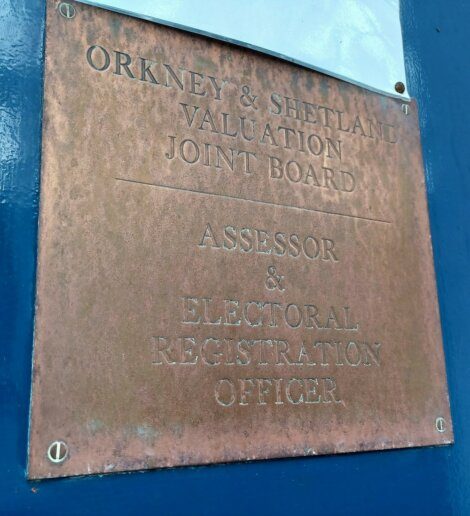 ORKNEY & SHETLAND
VALUATION
JOINT BOARD
ASSESSOR
&
ELECTORAL
REGISTRATION
OFFICER